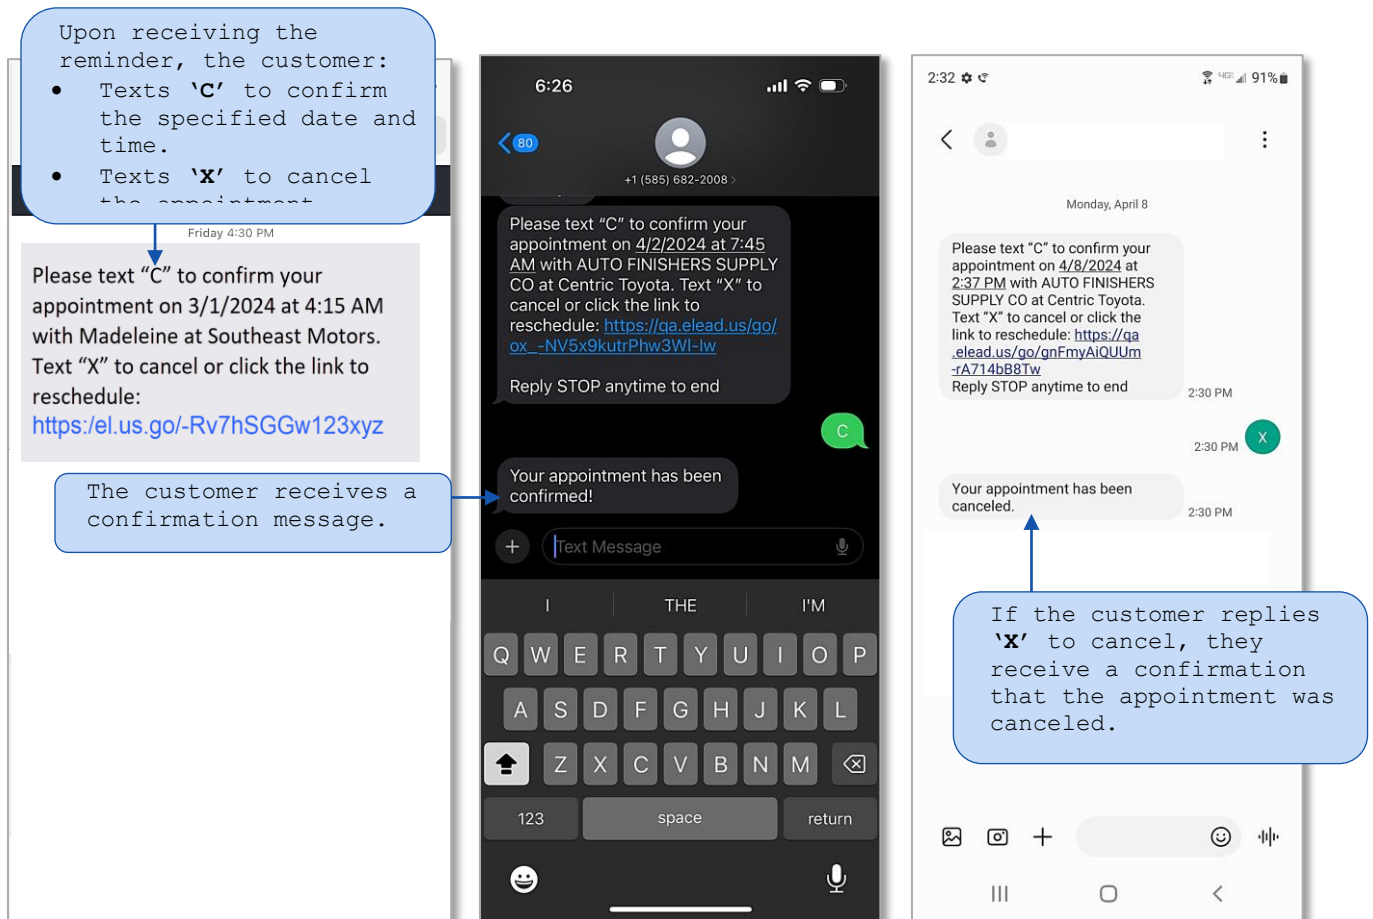 Upon receiving the
reminder, the customer:
• Texts ‘C’ to confirm
the specified date and
time.
• Texts ‘X’ to cancel
the appointment
Friday 4:30 PM
Please text “C” to confirm your
appointment on 3/1/2024 at 4:15 AM
with Madeleine at Southeast Motors.
Text “X” to cancel or click the link to
reschedule:
https:/el.us.go/-Rv7hSGGw123xyz
The customer receives a
confirmation message.
6:26
80
+1 (585) 682-2008 >
Please text “C” to confirm your
appointment on 4/2/2024 at 7:45
AM with AUTO FINISHERS SUPPLY
CO at Centric Toyota. Text “X” to
cancel or click the link to
reschedule: https://qa.elead.us/go/
ox_-NV5x9kutrPhw3WI-Iw
Reply STOP anytime to end
C
Your appointment has been
confirmed!
Text Message
I THE I'M
Q W E R T Y U I O P
A S D F G H J K L
Z X C V B N M
123 space return
2:32 4GE 91%
Monday, April 8
Please text “C” to confirm your
appointment on 4/8/2024 at
2:37 PM with AUTO FINISHERS
SUPPLY CO at Centric Toyota.
Text “X” to cancel or click the
link to reschedule: https://qa
.elead.us/go/gnFmyAiQUUm
-rA714bB8Tw
Reply STOP anytime to end
2:30 PM
X
2:30 PM
Your appointment has been
canceled.
2:30 PM
If the customer replies
‘X’ to cancel, they
receive a confirmation
that the appointment was
canceled.